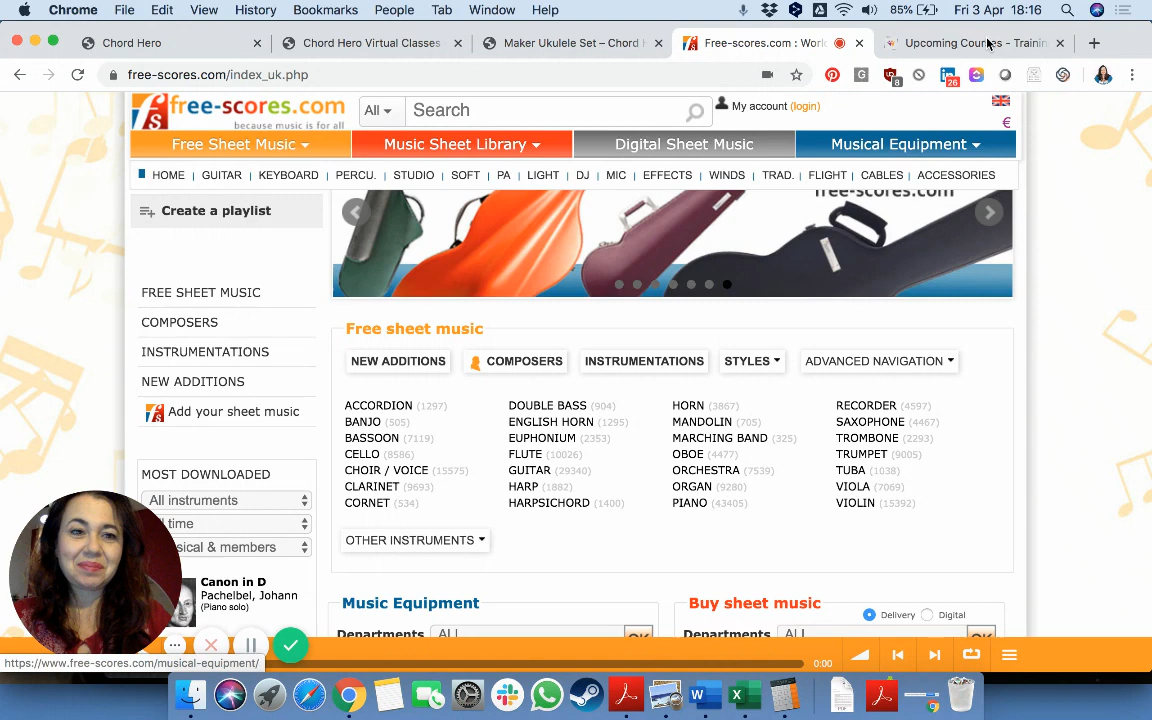 Chrome File Edit View History Bookmarks People Tab Window Help 85% Fri 3 Apr 18:16
Chord Hero Chord Hero Virtual Classes Maker Ukulele Set – Chord H Free-scores.com : World Upcoming Courses - Trainin
free-scores.com/index_uk.php
8 26
free-scores.com because music is for all All Search My account (login)
€
Free Sheet Music Music Sheet Library Digital Sheet Music Musical Equipment
HOME | GUITAR | KEYBOARD | PERCU. | STUDIO | SOFT | PA | LIGHT | DJ | MIC | EFFECTS | WINDS | TRAD. | FLIGHT | CABLES | ACCESSORIES
free-scores.com
Create a playlist
FREE SHEET MUSIC
COMPOSERS
INSTRUMENTATIONS
NEW ADDITIONS
Add your sheet music
MOST DOWNLOADED
All instruments
time
sical & members
Canon in D
Pachelbel, Johann
(Piano solo)
Free sheet music
NEW ADDITIONS COMPOSERS INSTRUMENTATIONS STYLES ADVANCED NAVIGATION
ACCORDION (1297) DOUBLE BASS (904) HORN (3867) RECORDER (4597)
BANJO (505) ENGLISH HORN (1295) MANDOLIN (705) SAXOPHONE (4467)
BASSOON (7119) EUPHONIUM (2353) MARCHING BAND (325) TROMBONE (2293)
CELLO (8586) FLUTE (10026) OBOE (4477) TRUMPET (9005)
CHOIR / VOICE (15575) GUITAR (29340) ORCHESTRA (7539) TUBA (1038)
CLARINET (9693) HARP (1882) ORGAN (9280) VIOLA (7069)
CORNET (534) HARPSICHORD (1400) PIANO (43405) VIOLIN (15392)
OTHER INSTRUMENTS
Music Equipment Buy sheet music
Delivery Digital
Departments ALL OK Departments ALL OK
0:00
https://www.free-scores.com/musical-equipment/